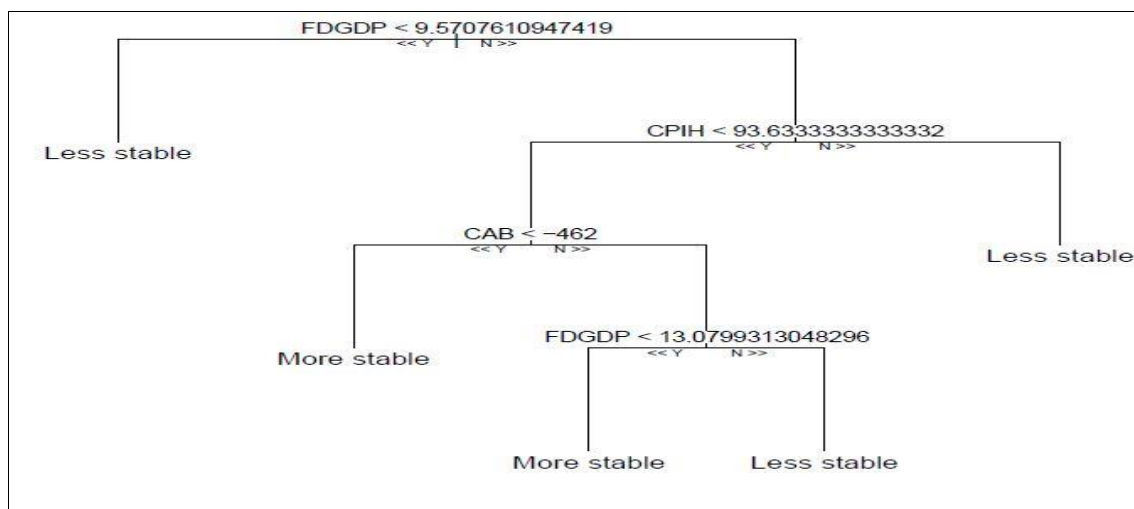 FDGDP < 9.5707610947419
<< Y N >>
Less stable
CPIH < 93.6333333333332
<< Y N >>
CAB < −462
<< Y N >>
Less stable
More stable
FDGDP < 13.0799313048296
<< Y N >>
More stable
Less stable